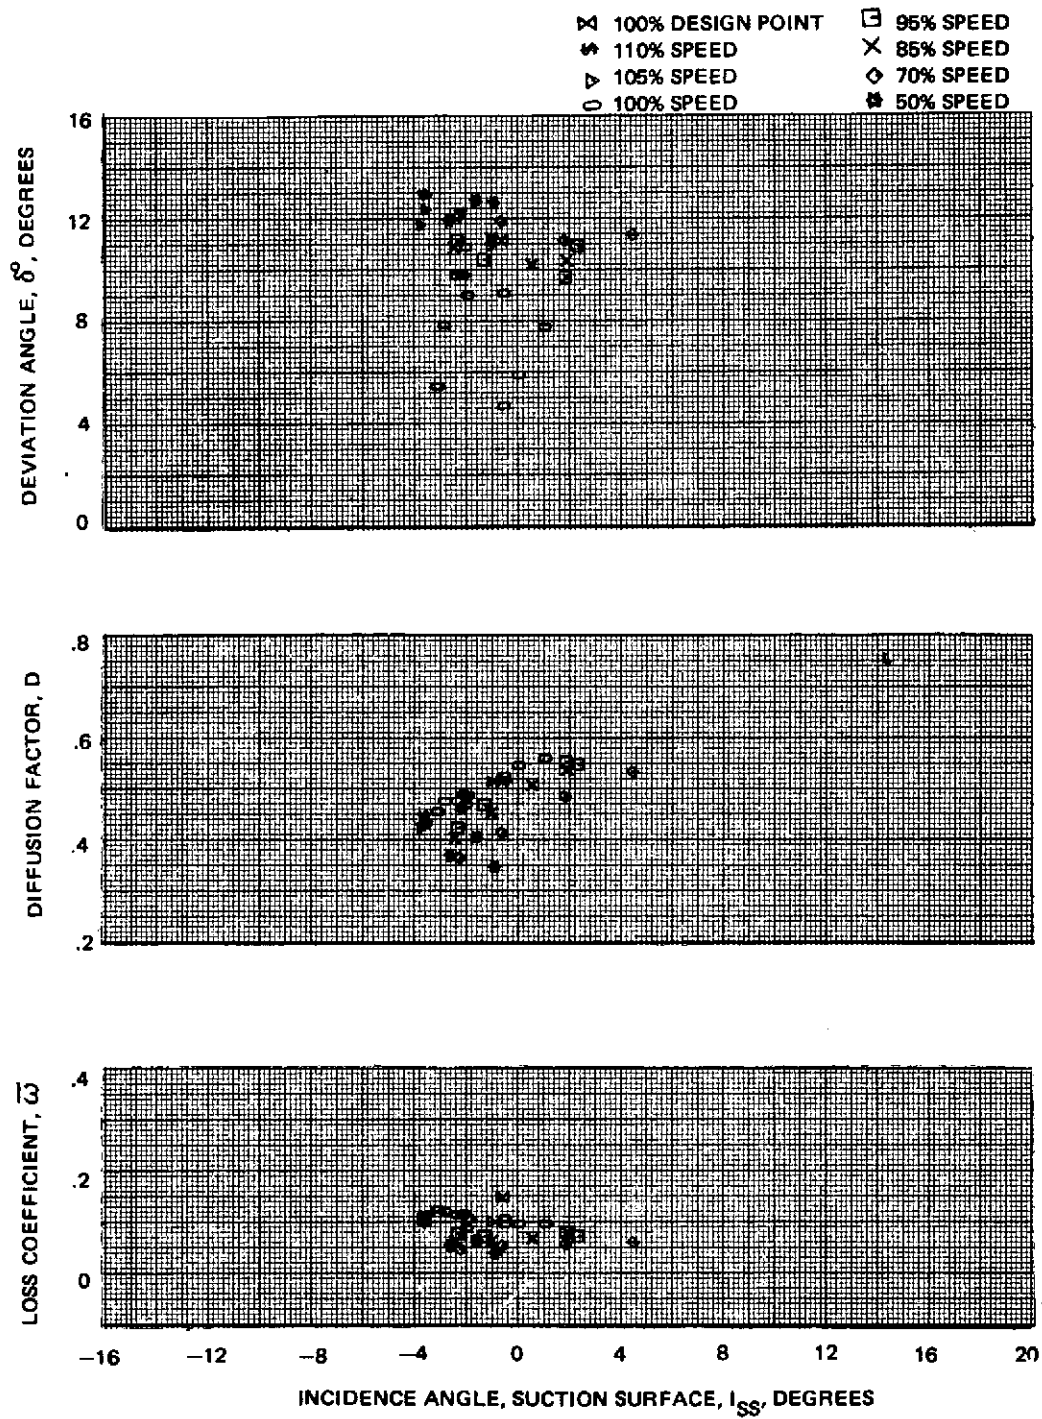 100% DESIGN POINT
110% SPEED
105% SPEED
100% SPEED
95% SPEED
85% SPEED
70% SPEED
50% SPEED
DEVIATION ANGLE, δ°, DEGREES
16
12
8
4
0
DIFFUSION FACTOR, D
.8
.6
.4
.2
LOSS COEFFICIENT, ω̅
.4
.2
0
−16 −12 −8 −4 0 4 8 12 16 20
INCIDENCE ANGLE, SUCTION SURFACE, I_SS, DEGREES